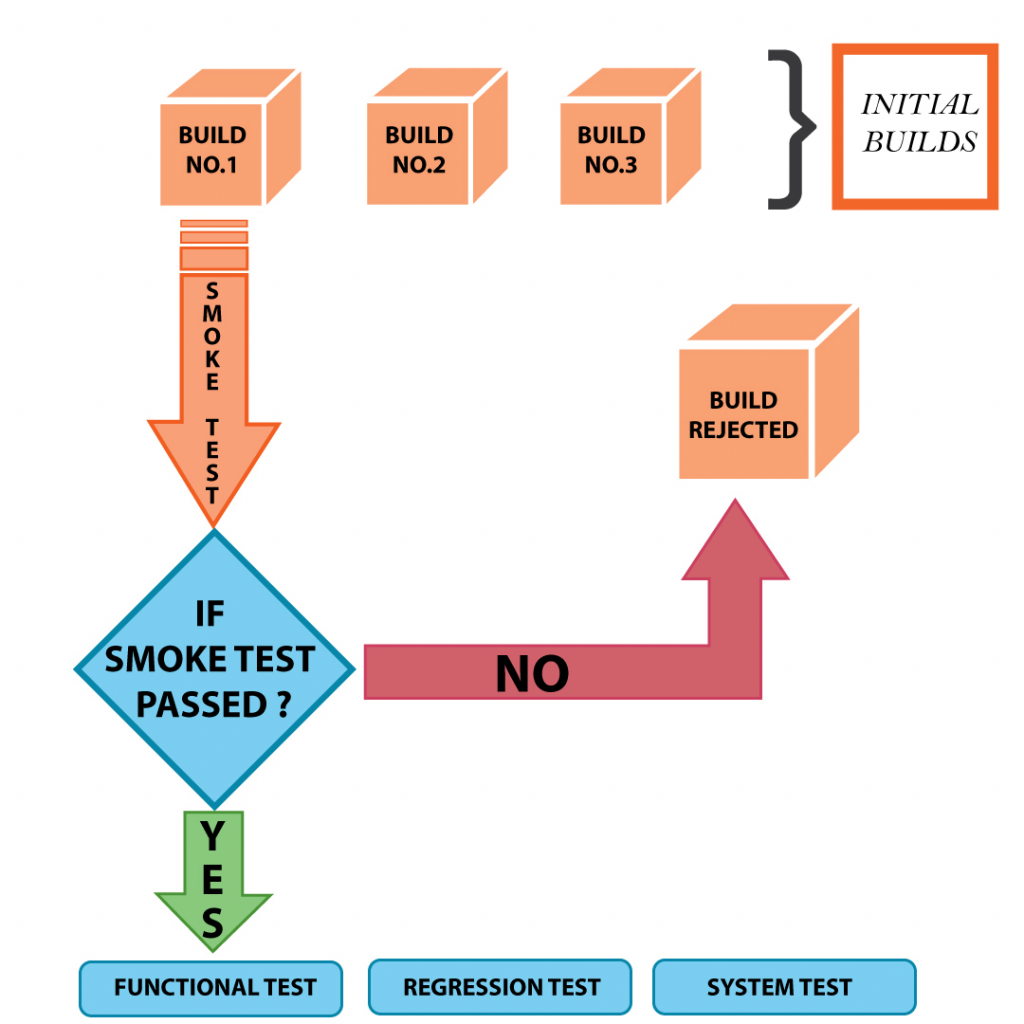 BUILD
NO.1
BUILD
NO.2
BUILD
NO.3
INITIAL
BUILDS
SMOKE TEST
BUILD
REJECTED
IF
SMOKE TEST
PASSED ?
NO
YES
FUNCTIONAL TEST
REGRESSION TEST
SYSTEM TEST